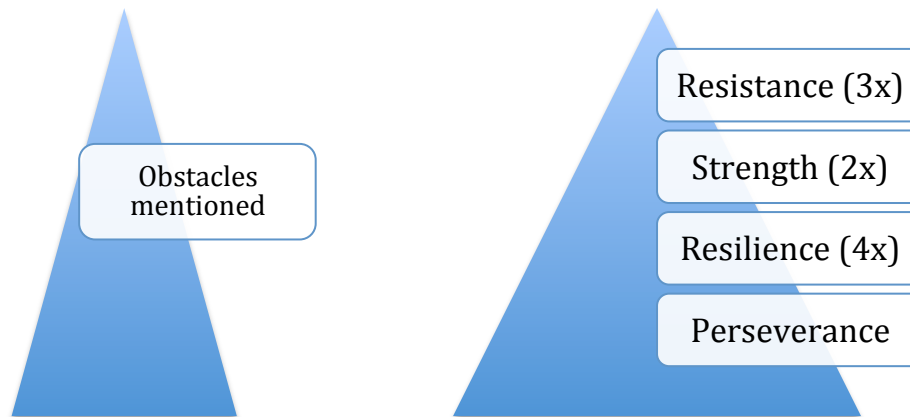 Obstacles
mentioned
Resistance (3x)
Strength (2x)
Resilience (4x)
Perseverance